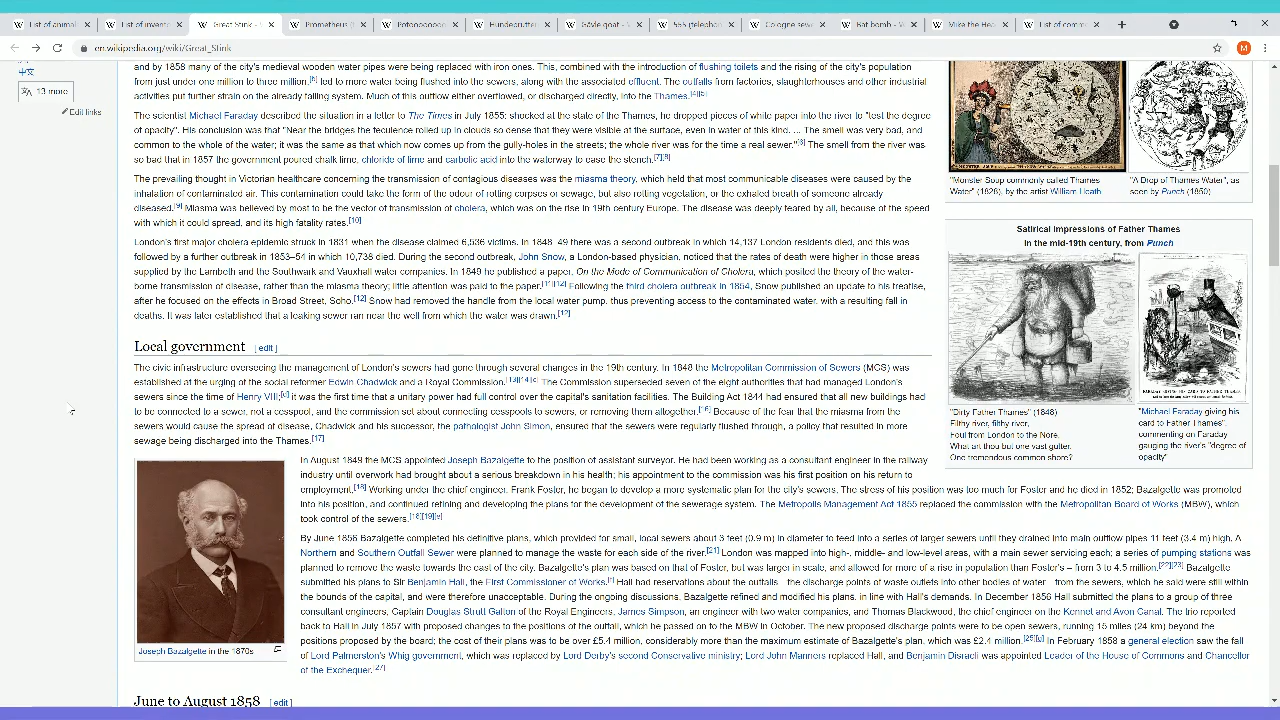 List of animal
List of invent
Great Stink - 
Prometheus (
Potoooooooo
Hundeprutter
Gävle goat - 
555 (telephon
Cologne sew
Bat bomb - W
Mike the Hea
List of comm
en.wikipedia.org/wiki/Great_Stink
M
中文
13 more
Edit links
and by 1858 many of the city's medieval wooden water pipes were being replaced with iron ones. This, combined with the introduction of flushing toilets and the rising of the city's population
from just under one million to three million,[6] led to more water being flushed into the sewers, along with the associated effluent. The outfalls from factories, slaughterhouses and other industrial
activities put further strain on the already failing system. Much of this outflow either overflowed, or discharged directly, into the Thames.[4][5]
The scientist Michael Faraday described the situation in a letter to The Times in July 1855: shocked at the state of the Thames, he dropped pieces of white paper into the river to "test the degree
of opacity". His conclusion was that "Near the bridges the feculence rolled up in clouds so dense that they were visible at the surface, even in water of this kind. ... The smell was very bad, and
common to the whole of the water; it was the same as that which now comes up from the gully-holes in the streets; the whole river was for the time a real sewer."[6] The smell from the river was
so bad that in 1857 the government poured chalk lime, chloride of lime and carbolic acid into the waterway to ease the stench.[7][8]
The prevailing thought in Victorian healthcare concerning the transmission of contagious diseases was the miasma theory, which held that most communicable diseases were caused by the
inhalation of contaminated air. This contamination could take the form of the odour of rotting corpses or sewage, but also rotting vegetation, or the exhaled breath of someone already
diseased.[9] Miasma was believed by most to be the vector of transmission of cholera, which was on the rise in 19th century Europe. The disease was deeply feared by all, because of the speed
with which it could spread, and its high fatality rates.[10]
London's first major cholera epidemic struck in 1831 when the disease claimed 6,536 victims. In 1848–49 there was a second outbreak in which 14,137 London residents died, and this was
followed by a further outbreak in 1853–54 in which 10,738 died. During the second outbreak, John Snow, a London-based physician, noticed that the rates of death were higher in those areas
supplied by the Lambeth and the Southwark and Vauxhall water companies. In 1849 he published a paper, On the Mode of Communication of Cholera, which posited the theory of the water-
borne transmission of disease, rather than the miasma theory; little attention was paid to the paper.[11][12] Following the third cholera outbreak in 1854, Snow published an update to his treatise,
after he focused on the effects in Broad Street, Soho.[12] Snow had removed the handle from the local water pump, thus preventing access to the contaminated water, with a resulting fall in
deaths. It was later established that a leaking sewer ran near the well from which the water was drawn.[12]
"Monster Soup commonly called Thames
Water" (1828), by the artist William Heath
"A Drop of Thames Water", as
seen by Punch (1850)
Satirical Impressions of Father Thames
in the mid-19th century, from Punch
"Dirty Father Thames" (1848)
Filthy river, filthy river,
Foul from London to the Nore,
What art thou but one vast gutter,
One tremendous common shore?
"Michael Faraday giving his
card to Father Thames",
commenting on Faraday
gauging the river's "degree of
opacity"
Local government [ edit ]
The civic infrastructure overseeing the management of London's sewers had gone through several changes in the 19th century. In 1848 the Metropolitan Commission of Sewers (MCS) was
established at the urging of the social reformer Edwin Chadwick and a Royal Commission.[13][14] The Commission superseded seven of the eight authorities that had managed London's
sewers since the time of Henry VIII; it was the first time that a unitary power had full control over the capital's sanitation facilities. The Building Act 1844 had ensured that all new buildings had
to be connected to a sewer, not a cesspool, and the commission set about connecting cesspools to sewers, or removing them altogether.[16] Because of the fear that the miasma from the
sewers would cause the spread of disease, Chadwick and his successor, the pathologist John Simon, ensured that the sewers were regularly flushed through, a policy that resulted in more
sewage being discharged into the Thames.[17]
In August 1849 the MCS appointed Joseph Bazalgette to the position of assistant surveyor. He had been working as a consultant engineer in the railway
industry until overwork had brought about a serious breakdown in his health; his appointment to the commission was his first position on his return to
employment.[18] Working under the chief engineer, Frank Foster, he began to develop a more systematic plan for the city's sewers. The stress of his position was too much for Foster and he died in 1852; Bazalgette was promoted
into his position, and continued refining and developing the plans for the development of the sewerage system. The Metropolis Management Act 1855 replaced the commission with the Metropolitan Board of Works (MBW), which
took control of the sewers.[18][19]
By June 1856 Bazalgette completed his definitive plans, which provided for small, local sewers about 3 feet (0.9 m) in diameter to feed into a series of larger sewers until they drained into main outflow pipes 11 feet (3.4 m) high. A
Northern and Southern Outfall Sewer were planned to manage the waste for each side of the river.[21] London was mapped into high-, middle- and low-level areas, with a main sewer servicing each; a series of pumping stations was
planned to remove the waste towards the east of the city. Bazalgette's plan was based on that of Foster, but was larger in scale, and allowed for more of a rise in population than Foster's – from 3 to 4.5 million.[22][23] Bazalgette
submitted his plans to Sir Benjamin Hall, the First Commissioner of Works. Hall had reservations about the outfalls—the discharge points of waste outlets into other bodies of water—from the sewers, which he said were still within
the bounds of the capital, and were therefore unacceptable. During the ongoing discussions, Bazalgette refined and modified his plans, in line with Hall's demands. In December 1856 Hall submitted the plans to a group of three
consultant engineers, Captain Douglas Strutt Galton of the Royal Engineers, James Simpson, an engineer with two water companies, and Thomas Blackwood, the chief engineer on the Kennet and Avon Canal. The trio reported
back to Hall in July 1857 with proposed changes to the positions of the outfall, which he passed on to the MBW in October. The new proposed discharge points were to be open sewers, running 15 miles (24 km) beyond the
positions proposed by the board; the cost of their plans was to be over £5.4 million, considerably more than the maximum estimate of Bazalgette's plan, which was £2.4 million.[25] In February 1858 a general election saw the fall
of Lord Palmerston's Whig government, which was replaced by Lord Derby's second Conservative ministry; Lord John Manners replaced Hall, and Benjamin Disraeli was appointed Leader of the House of Commons and Chancellor
of the Exchequer.[27]
Joseph Bazalgette in the 1870s
June to August 1858 [ edit ]